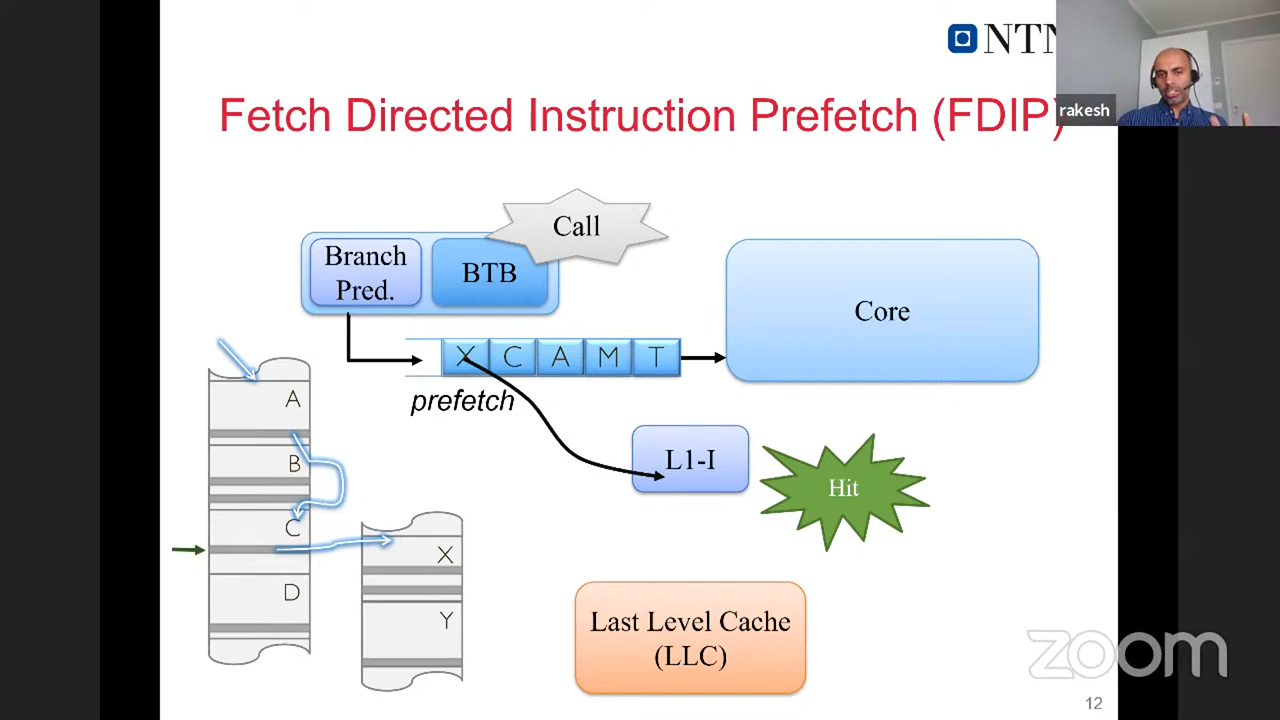 NTN
Fetch Directed Instruction Prefetch (FDIP)
rakesh
Call
Branch
Pred.
BTB
Core
X C A M T
prefetch
A
B
C
D
X
Y
L1-I
Hit
Last Level Cache
(LLC)
zoom
12